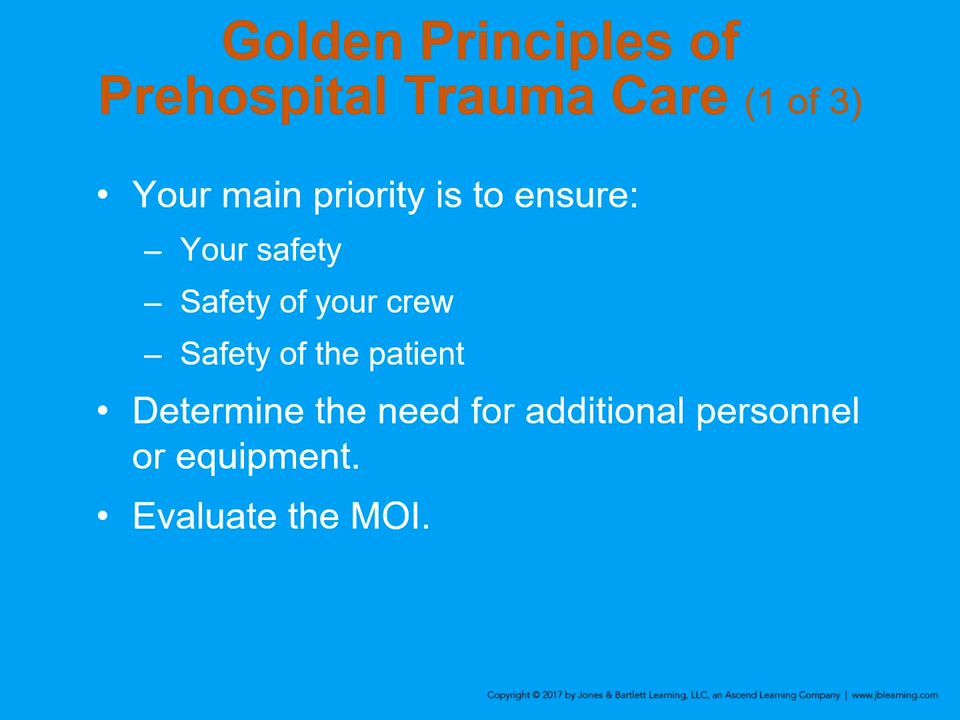 Golden Principles of
Prehospital Trauma Care (1 of 3)
• Your main priority is to ensure:
– Your safety
– Safety of your crew
– Safety of the patient
• Determine the need for additional personnel
or equipment.
• Evaluate the MOI.
Copyright © 2017 by Jones & Bartlett Learning, LLC, an Ascend Learning Company | www.jblearning.com